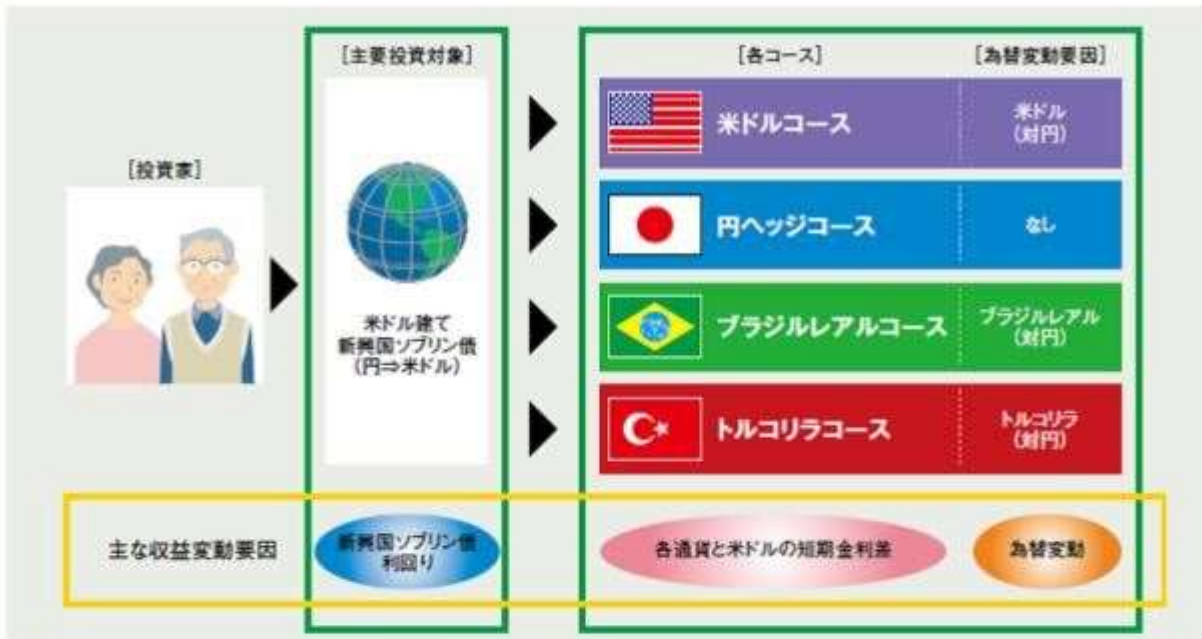 [投資家]
[主要投資対象]
米ドル建て
新興国ソブリン債
(円⇒米ドル)
[各コース]
[為替変動要因]
米ドルコース
米ドル
(対円)
円ヘッジコース
なし
ブラジルレアルコース
ブラジルレアル
(対円)
トルコリラコース
トルコリラ
(対円)
主な収益変動要因
新興国ソブリン債
利回り
各通貨と米ドルの短期金利差
為替変動